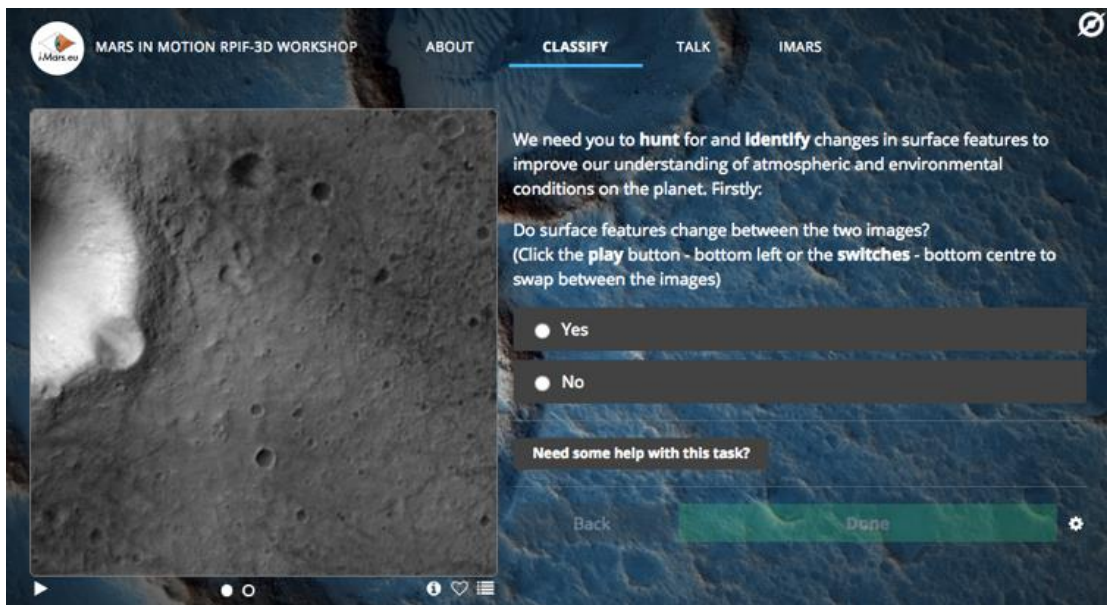 iMars.eu
MARS IN MOTION RPIF-3D WORKSHOP
ABOUT
CLASSIFY
TALK
IMARS
We need you to hunt for and identify changes in surface features to
improve our understanding of atmospheric and environmental
conditions on the planet. Firstly:
Do surface features change between the two images?
(Click the play button - bottom left or the switches - bottom centre to
swap between the images)
Yes
No
Need some help with this task?
Back
Done